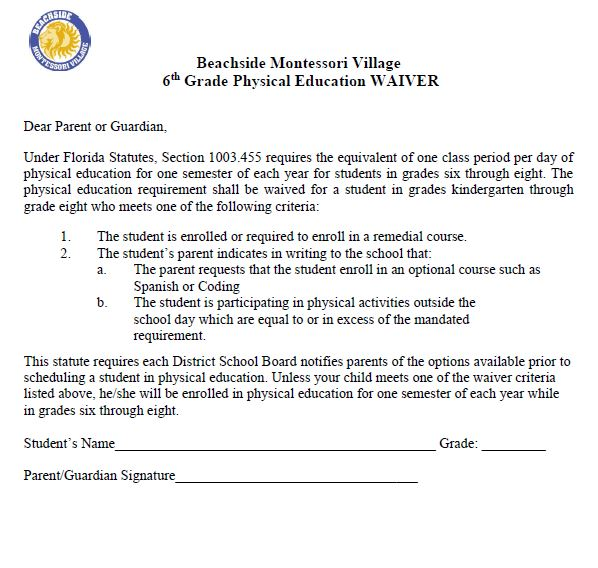 BEACHSIDE
MONTESSORI VILLAGE
Beachside Montessori Village
6th Grade Physical Education WAIVER
Dear Parent or Guardian,
Under Florida Statutes, Section 1003.455 requires the equivalent of one class period per day of
physical education for one semester of each year for students in grades six through eight. The
physical education requirement shall be waived for a student in grades kindergarten through
grade eight who meets one of the following criteria:
1. The student is enrolled or required to enroll in a remedial course.
2. The student's parent indicates in writing to the school that:
a. The parent requests that the student enroll in an optional course such as
Spanish or Coding
b. The student is participating in physical activities outside the
school day which are equal to or in excess of the mandated
requirement.
This statute requires each District School Board notifies parents of the options available prior to
scheduling a student in physical education. Unless your child meets one of the waiver criteria
listed above, he/she will be enrolled in physical education for one semester of each year while
in grades six through eight.
Student's Name_______________________________________________ Grade: _________
Parent/Guardian Signature___________________________________